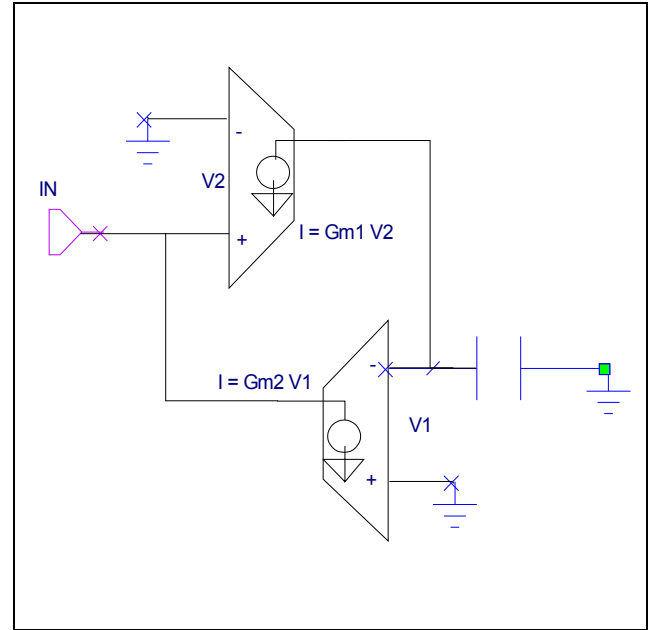 -
V2
IN
+
I = Gm1 V2
-
I = Gm2 V1
V1
+